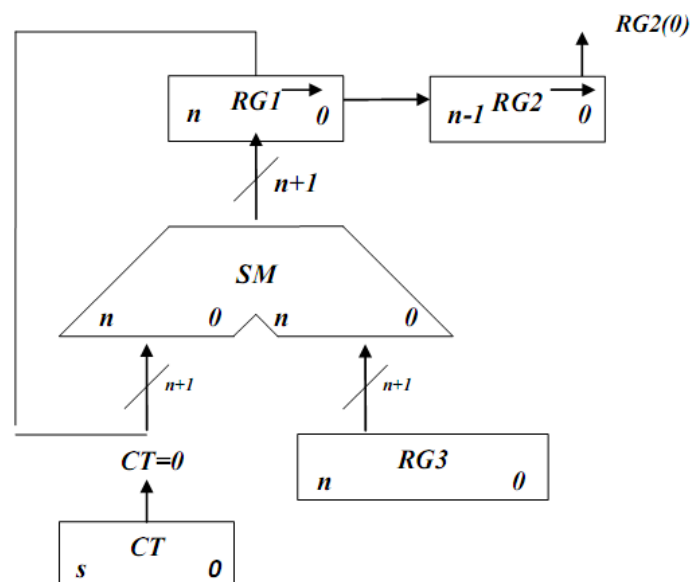 RG2(0)
RG1
n 0
RG2
n-1 0
n+1
SM
n 0 n 0
n+1 n+1
CT=0
RG3
n 0
CT
s 0